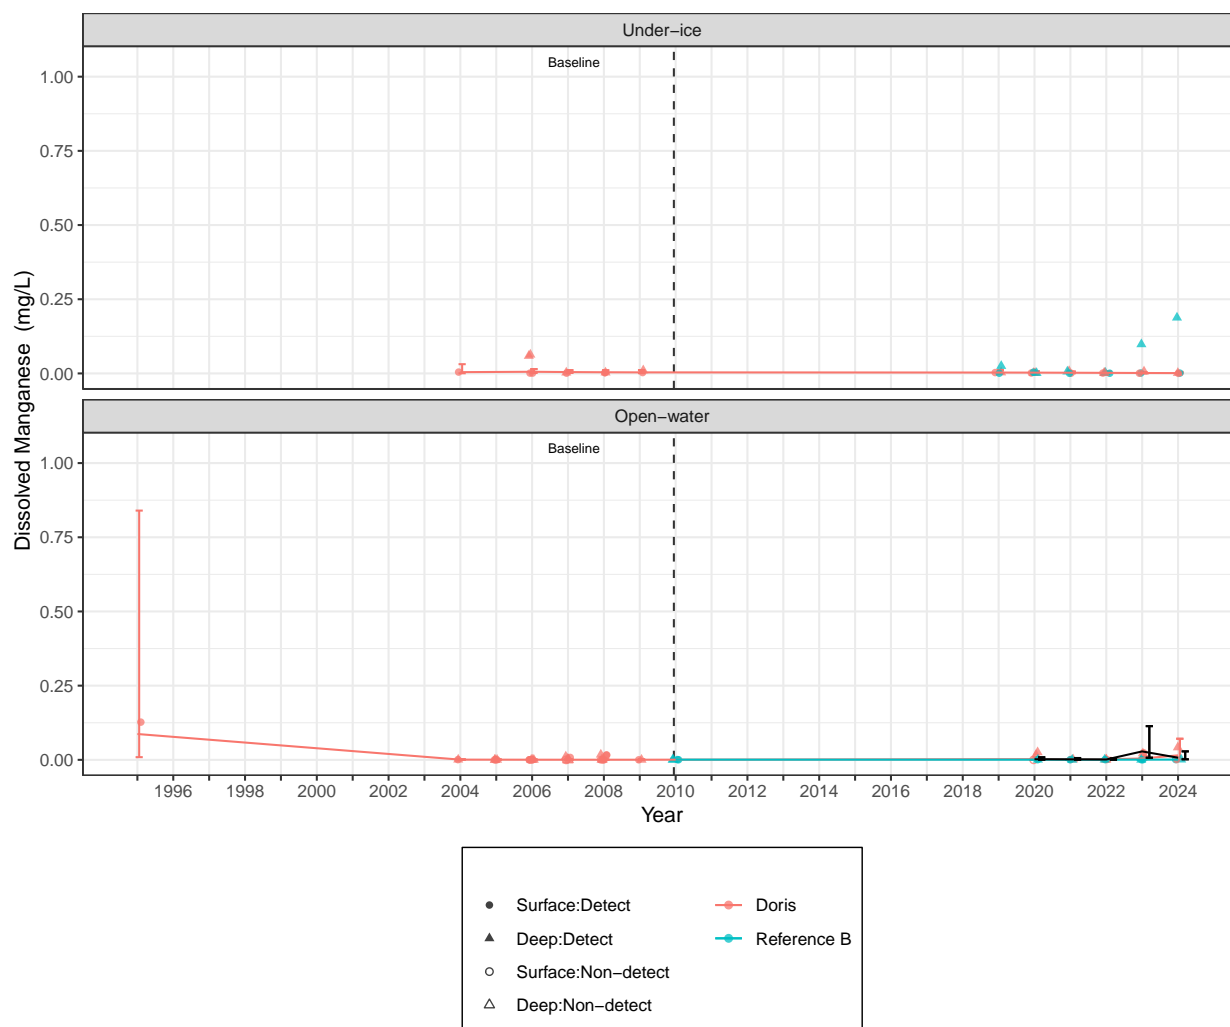 Under−ice
Baseline
1.00
0.75
0.50
0.25
0.00
Open−water
Baseline
1.00
0.75
0.50
0.25
0.00
Dissolved Manganese (mg/L)
1996 1998 2000 2002 2004 2006 2008 2010 2012 2014 2016 2018 2020 2022 2024
Year
Surface:Detect
Deep:Detect
Surface:Non−detect
Deep:Non−detect
Doris
Reference B